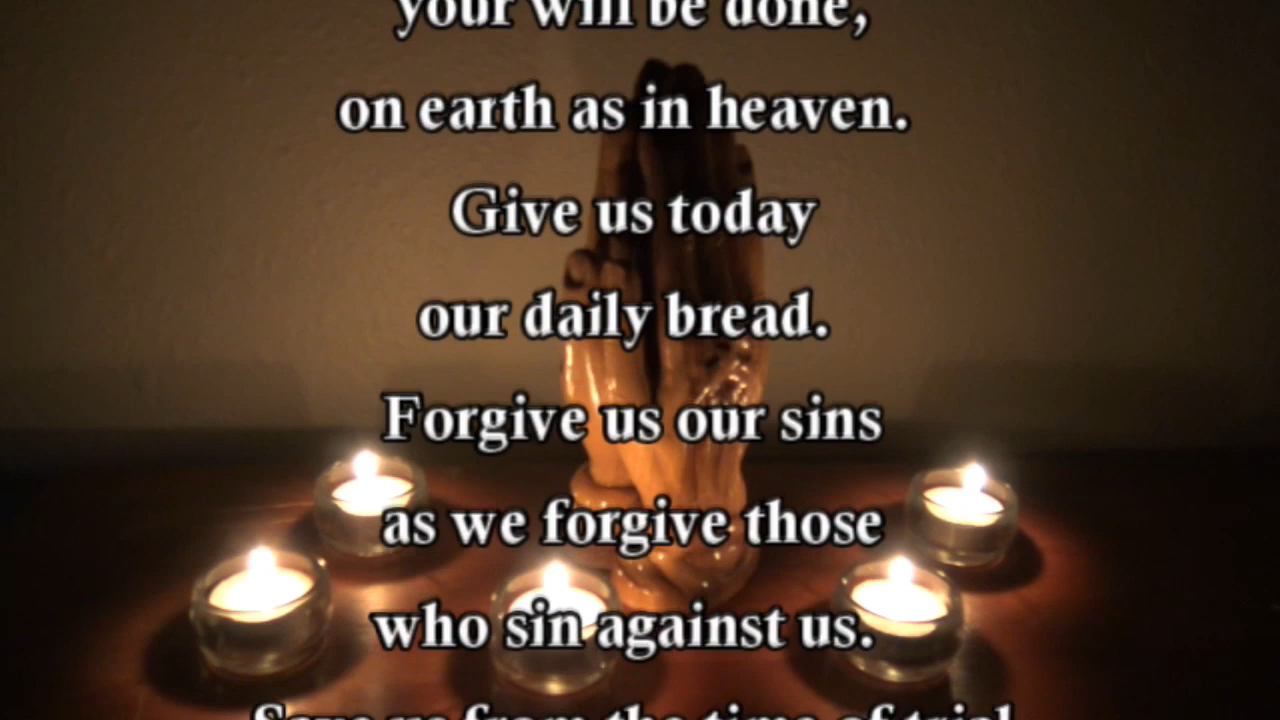 your will be done,
on earth as in heaven.
Give us today
our daily bread.
Forgive us our sins
as we forgive those
who sin against us.
Save us from the time of trial